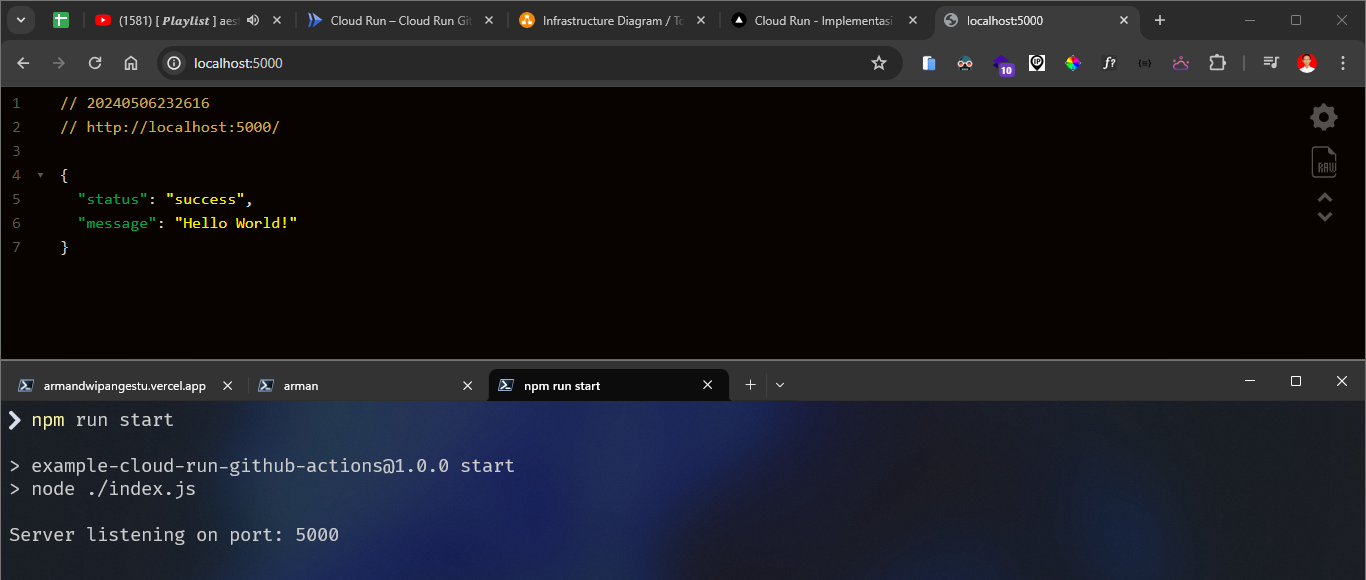 (1581) [ Playlist ] aes
Cloud Run – Cloud Run Git
Infrastructure Diagram / To
Cloud Run - Implementasi
localhost:5000
localhost:5000
10
f?
1 // 20240506232616
2 // http://localhost:5000/
3
4 {
5 "status": "success",
6 "message": "Hello World!"
7 }
RAW
armandwipangestu.vercel.app
arman
npm run start
npm run start
> example-cloud-run-github-actions@1.0.0 start
> node ./index.js
Server listening on port: 5000